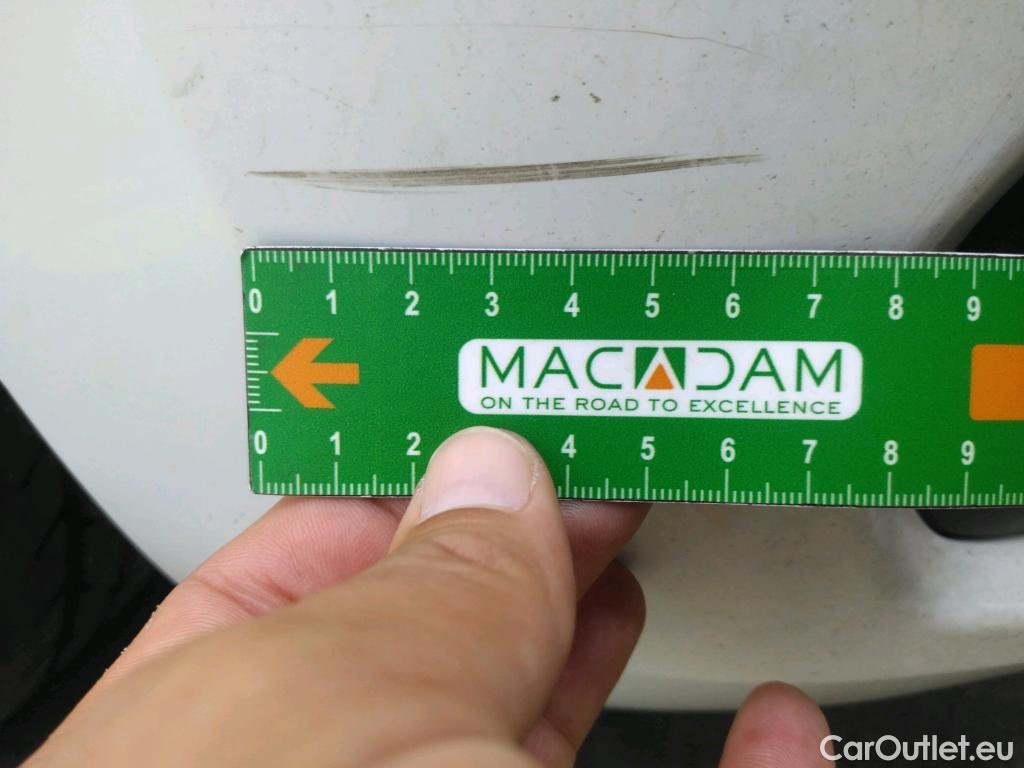 0 1 2 3 4 5 6 7 8 9
MACADAM
ON THE ROAD TO EXCELLENCE
0 1 2 4 5 6 7 8 9
CarOutlet.eu